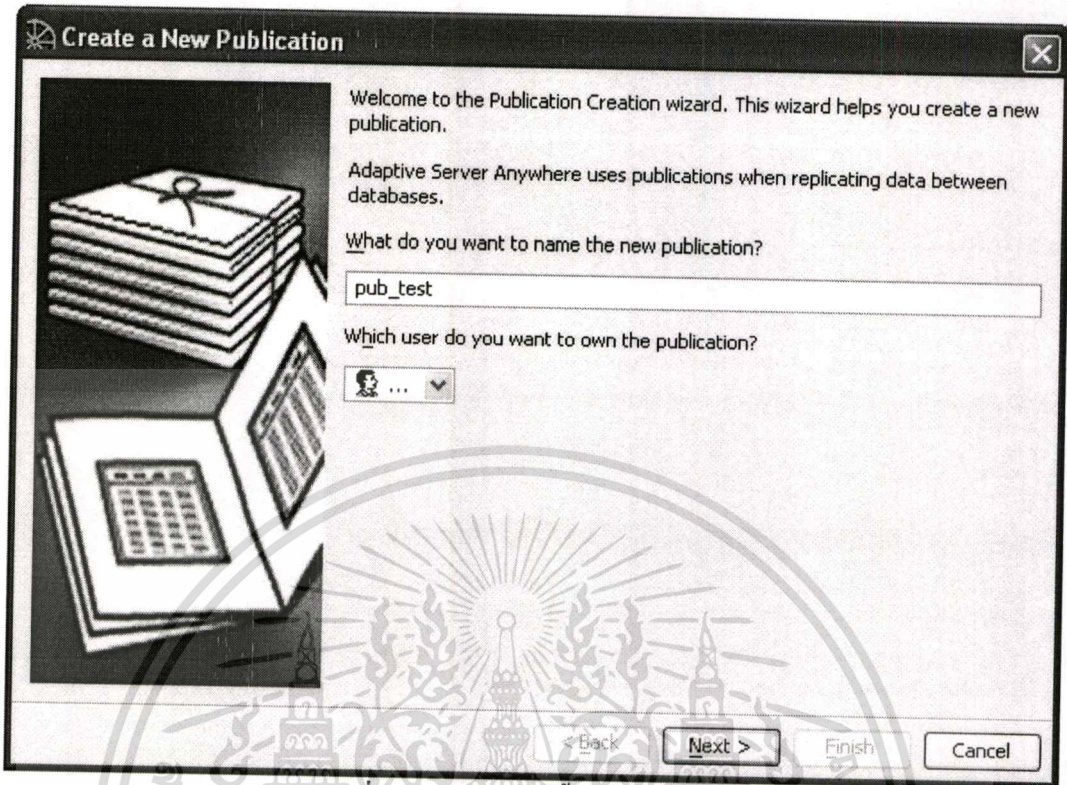 Create a New Publication
Welcome to the Publication Creation wizard. This wizard helps you create a new
publication.
Adaptive Server Anywhere uses publications when replicating data between
databases.
What do you want to name the new publication?
pub_test
Which user do you want to own the publication?
...
< Back
Next >
Finish
Cancel